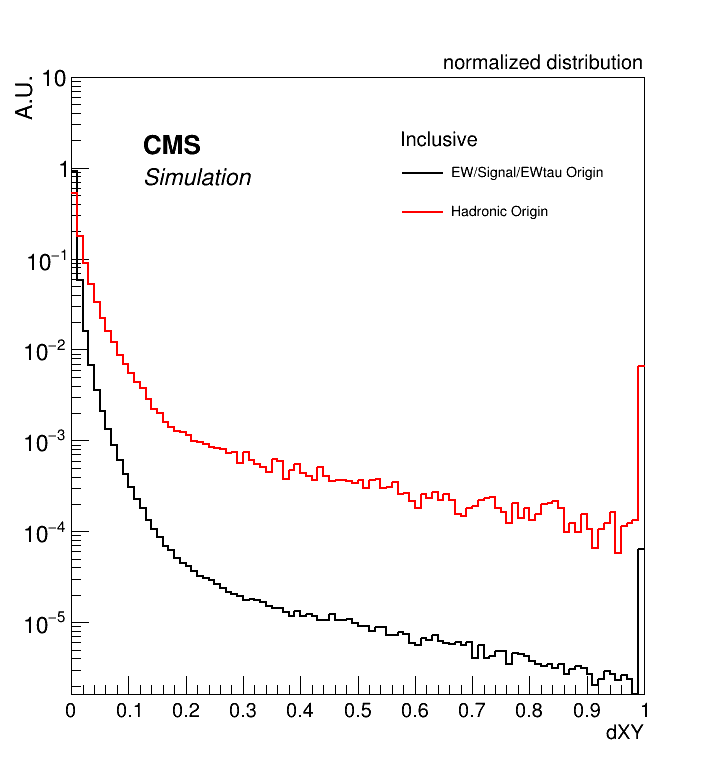 normalized distribution
A.U.
10
CMS
Inclusive
1
Simulation
EW/Signal/EWtau Origin
Hadronic Origin
10⁻¹
10⁻²
10⁻³
10⁻⁴
10⁻⁵
0 0.1 0.2 0.3 0.4 0.5 0.6 0.7 0.8 0.9 1
dXY